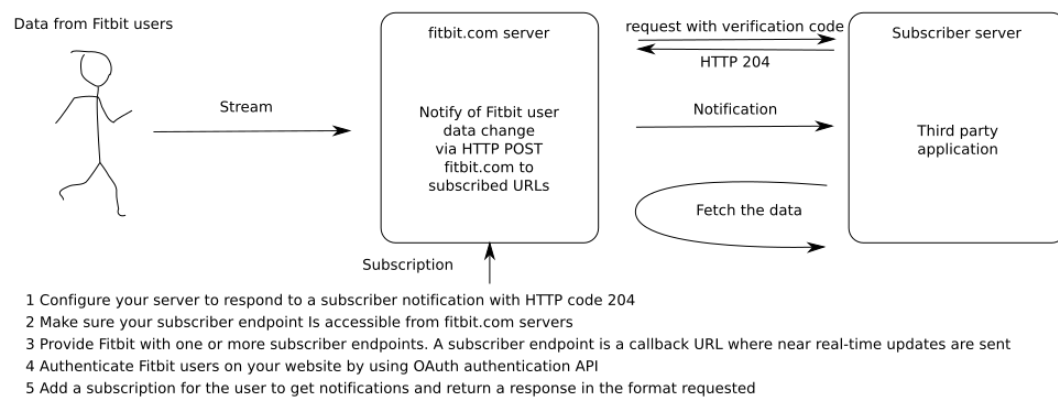 Data from Fitbit users
fitbit.com server
request with verification code
Subscriber server
HTTP 204
Stream
Notify of Fitbit user
data change
via HTTP POST
fitbit.com to
subscribed URLs
Notification
Third party
application
Fetch the data
Subscription
1 Configure your server to respond to a subscriber notification with HTTP code 204
2 Make sure your subscriber endpoint Is accessible from fitbit.com servers
3 Provide Fitbit with one or more subscriber endpoints. A subscriber endpoint is a callback URL where near real-time updates are sent
4 Authenticate Fitbit users on your website by using OAuth authentication API
5 Add a subscription for the user to get notifications and return a response in the format requested